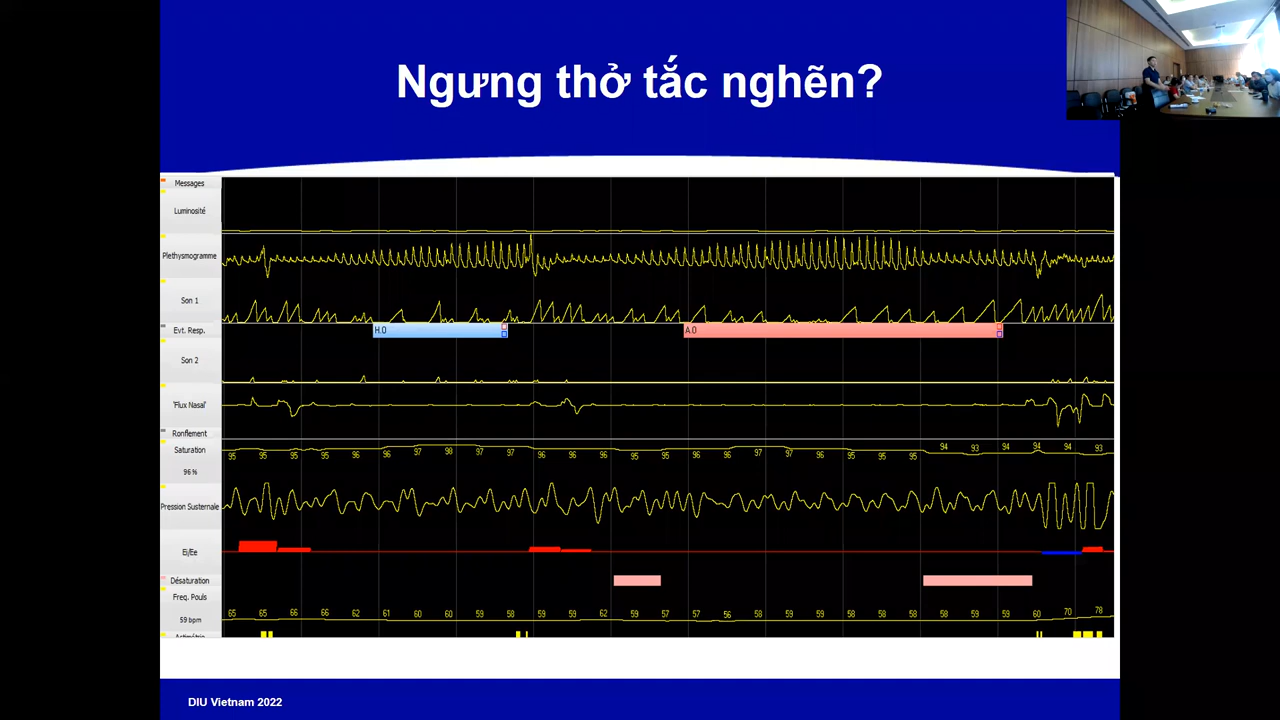 Ngưng thở tắc nghẽn?
Messages
Luminosité
Plethysmogramme
Son 1
Evt. Resp.
H.O
A.O
Son 2
'Flux Nasal'
Ronflement
Saturation
95 95 95 96 96 97 98 97 97 96 96 96 95 95 96 96 97 97 96 95 95 95 94 93 94 94 94 93
96 %
Pression Susternale
Ei/Ee
Désaturation
Freq. Pouls
65 65 66 66 62 61 60 60 59 58 59 59 62 59 57 57 56 58 59 59 58 58 58 58 59 59 60 70 78
59 bpm
DIU Vietnam 2022